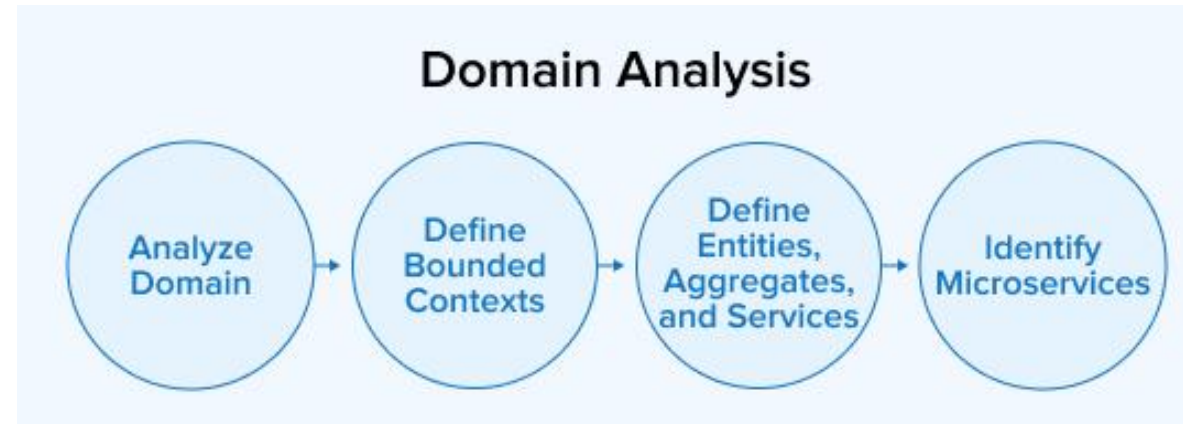 Domain Analysis
Analyze
Domain
Define
Bounded
Contexts
Define
Entities,
Aggregates,
and Services
Identify
Microservices